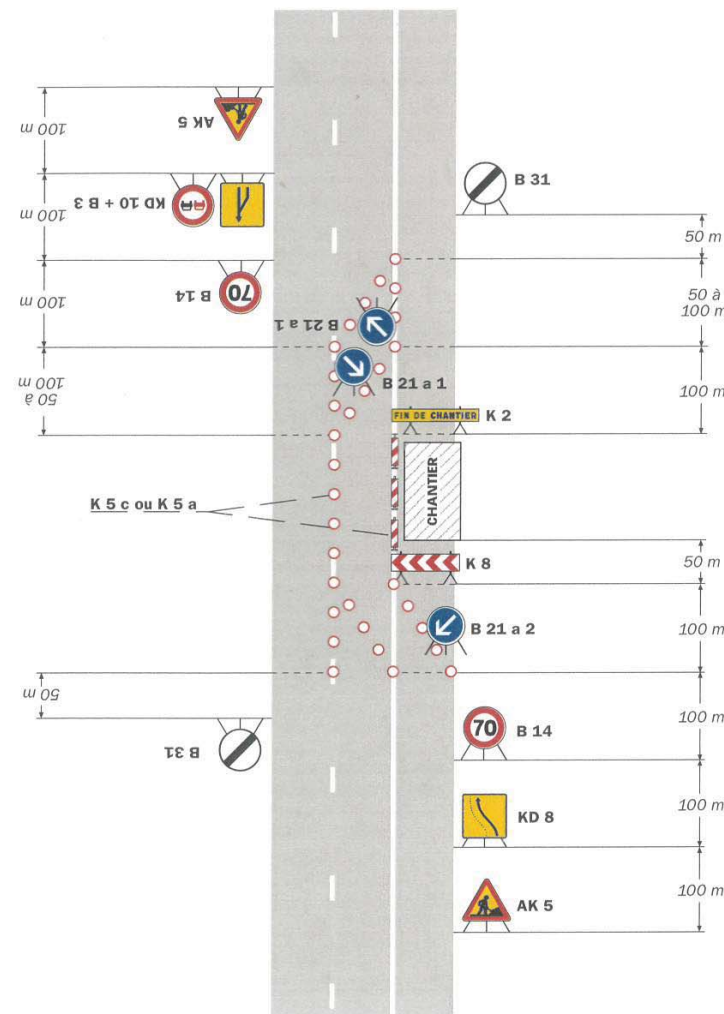 AK 5
100 m
KD 10 + B 3
100 m
B 31
50 m
B 14
70
100 m
50 à
100 m
B 21 a 1
B 21 a 1
50 à
100 m
100 m
FIN DE CHANTIER K 2
CHANTIER
K 5 c ou K 5 a
K 8
50 m
B 21 a 2
100 m
50 m
B 31
70 B 14
100 m
KD 8
100 m
AK 5
100 m